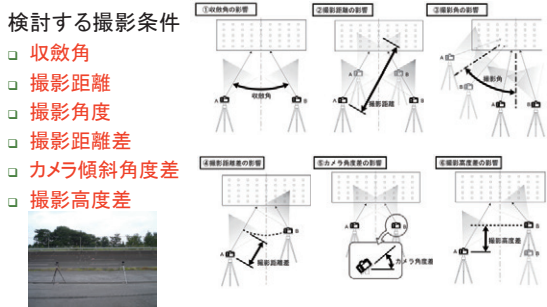 検討する撮影条件
収斂角
撮影距離
撮影角度
撮影距離差
カメラ傾斜角度差
撮影高度差
①収斂角の影響
A
B
収斂角
②撮影距離の影響
A
B
A
B
撮影距離
③撮影角の影響
A
B
A
B
撮影角
④撮影距離差の影響
A
B
撮影距離差
⑤カメラ角度差の影響
A
B
カメラ角度差
⑥撮影高度差の影響
A
B
撮影高度差